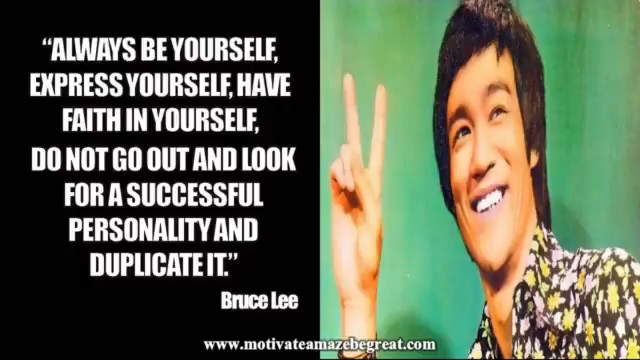 “ALWAYS BE YOURSELF,
EXPRESS YOURSELF, HAVE
FAITH IN YOURSELF,
DO NOT GO OUT AND LOOK
FOR A SUCCESSFUL
PERSONALITY AND
DUPLICATE IT.”
Bruce Lee
www.motivateamazebegreat.com